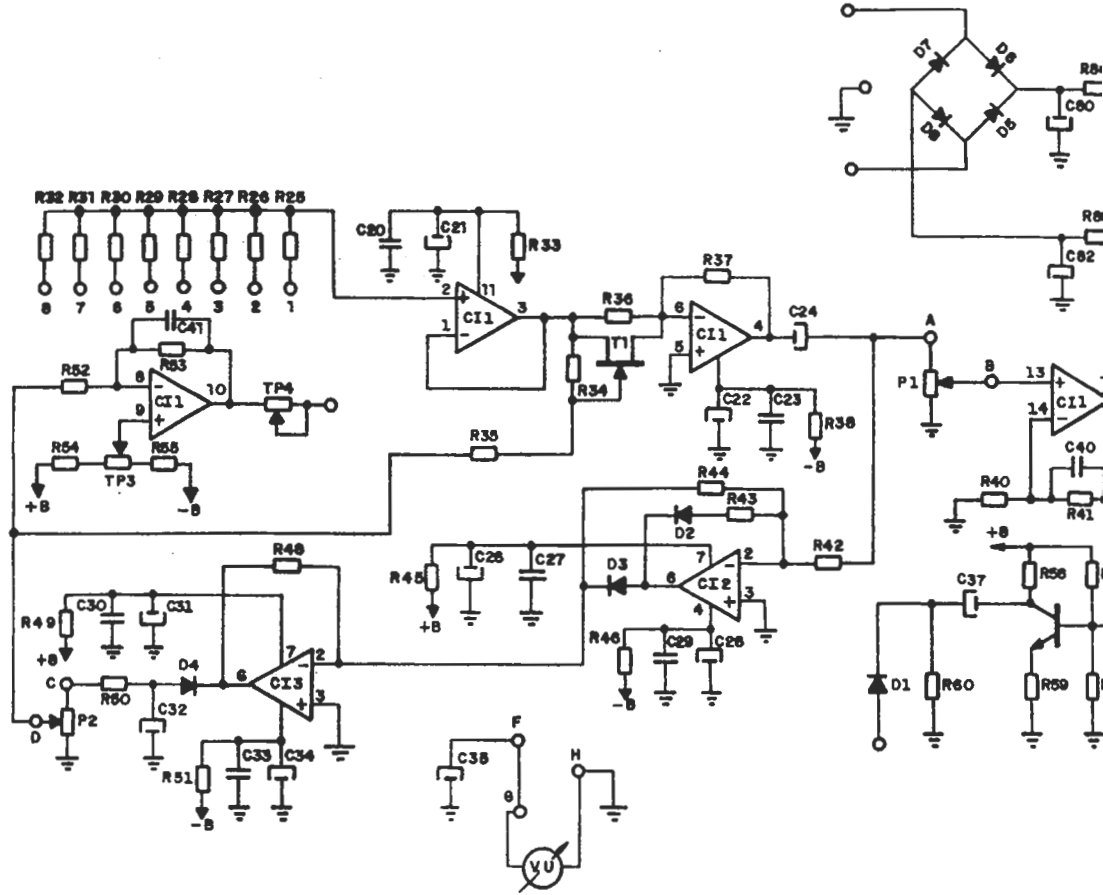 D7 D6
R84
C80
D8 D5
R32 R31 R30 R29 R28 R27 R26 R25
C20 C21 R33
C82
8 7 6 5 4 3 2 1
2 + 11 3
CI1
1 -
R36 R37 C24
6 - 4
CI1
5 +
T1
R34
A
P1 B 13 +
CI1
14 -
C41
R53
R52
8 - 10 TP4
CI1
9 +
R54 TP3 R55
+B -B
R35
C22 C23 R38
-B
C40
R40 R41
R44
D2 R43
R42
R48
R45 C26 C27
+B
D3 7 2 -
6 CI2
4 + 3
R46 C29 C28
-B
+B
R56
C37
D1 R60 R59
R49 C30 C31
+B
C R50 D4
C32
7 2 -
6 CI3
+ 3
D P2
R51 C33 C34
-B
F
C35
G H
VU